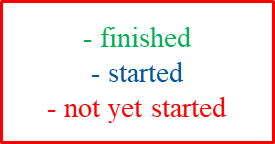 - finished
- started
- not yet started